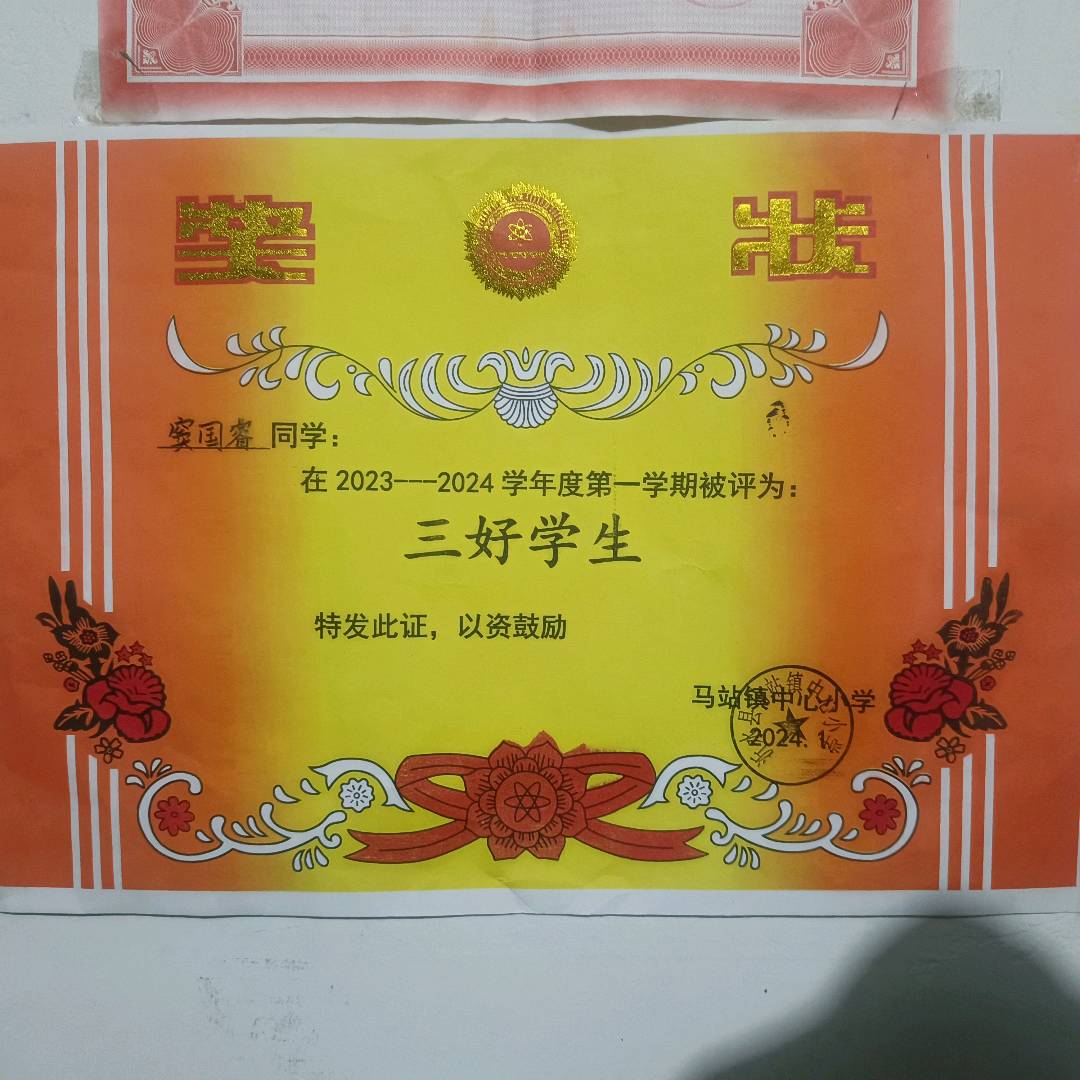 奖 状
窦国睿 同学：
在 2023---2024 学年度第一学期被评为：
三好学生
特发此证，以资鼓励
马站镇中心小学
2024.1